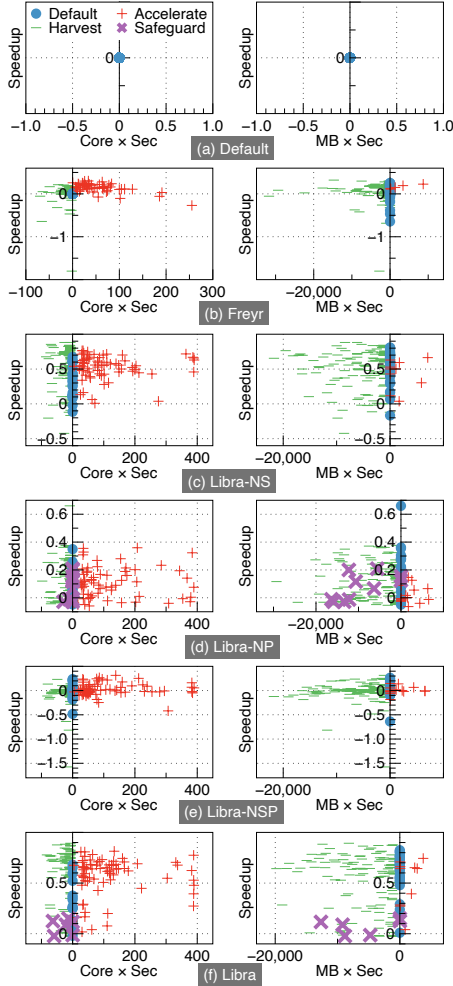 Default
Accelerate
Harvest
Safeguard
Speedup
0
−1.0 −0.5 0 0.5 1.0
Core × Sec
Speedup
0
−1.0 −0.5 0 0.5 1.0
MB × Sec
(a) Default
Speedup
0
−1
−100 0 100 200 300
Core × Sec
Speedup
0
−1
−20,000 0
MB × Sec
(b) Freyr
Speedup
0.5
0
−0.5
0 200 400
Core × Sec
Speedup
0.5
0
−0.5
−20,000 0
MB × Sec
(c) Libra-NS
Speedup
0.6
0.4
0.2
0
0 200 400
Core × Sec
Speedup
0.6
0.4
0.2
0
−20,000 0
MB × Sec
(d) Libra-NP
Speedup
0
−0.5
−1.0
−1.5
0 200 400
Core × Sec
Speedup
0
−0.5
−1.0
−1.5
−20,000 0
MB × Sec
(e) Libra-NSP
Speedup
0.5
0
0 200 400
Core × Sec
Speedup
0.5
0
−20,000 0
MB × Sec
(f) Libra